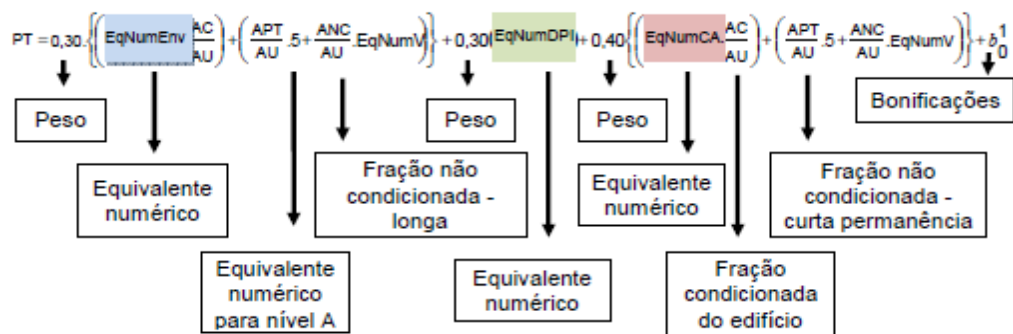 PT = 0,30.{(EqNumEnv.AC/AU)+(APT/AU.5+ANC/AU.EqNumV)}+0,30(EqNumDPI)+0,40{(EqNumCA.AC/AU)+(APT/AU.5+ANC/AU.EqNumV)}+b¹₀
Peso
Peso
Peso
Bonificações
Equivalente
numérico
Fração não
condicionada -
longa
Equivalente
numérico
Fração não
condicionada -
curta permanência
Equivalente
numérico
para nível A
Equivalente
numérico
Fração
condicionada
do edifício